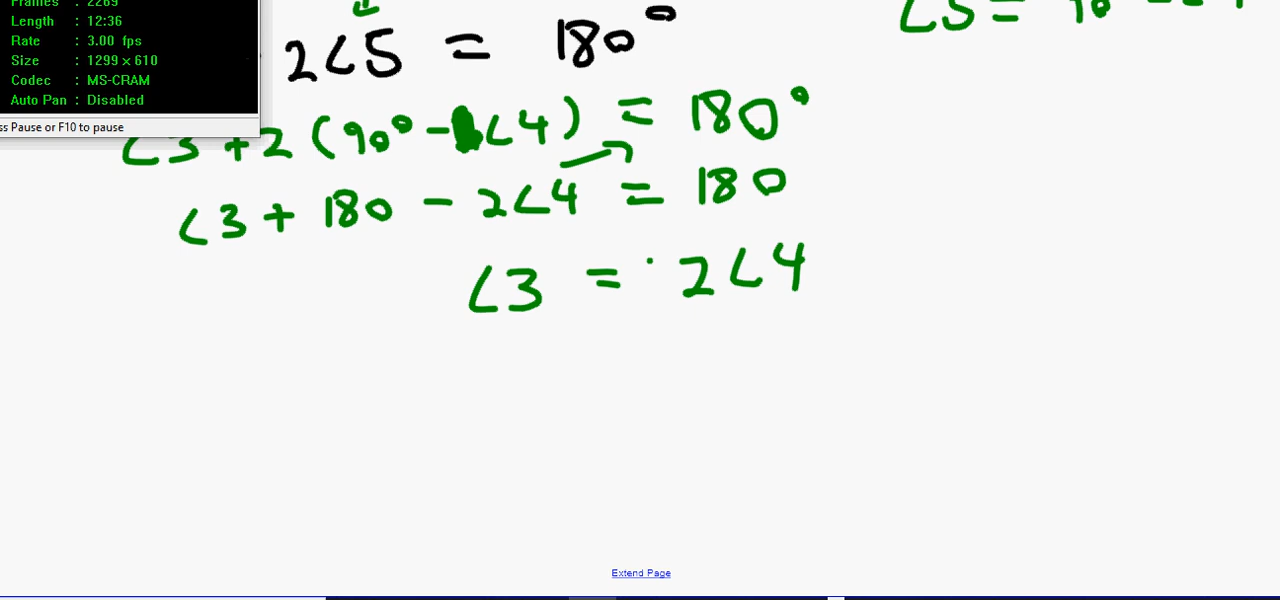 Length : 12:36
Rate : 3.00 fps
Size : 1299 x 610
Codec : MS-CRAM
Auto Pan : Disabled
ss Pause or F10 to pause
2∠5 = 180°
∠3 + 2 (90° - ∠4) = 180°
∠3 + 180 - 2∠4 = 180
∠3 = 2∠4
Extend Page